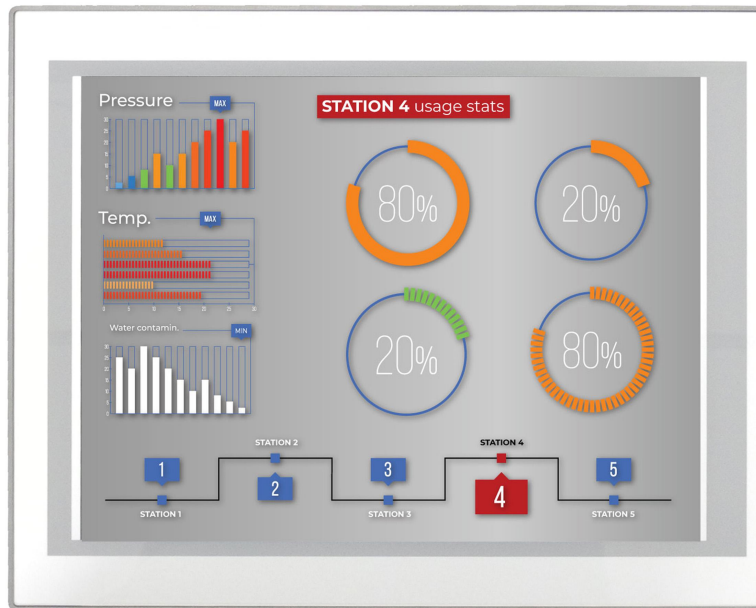 Pressure
MAX
STATION 4 usage stats
80%
20%
Temp.
MAX
Water contamin.
MIN
20%
80%
STATION 2
STATION 4
1
3
5
2
4
STATION 1
STATION 3
STATION 5